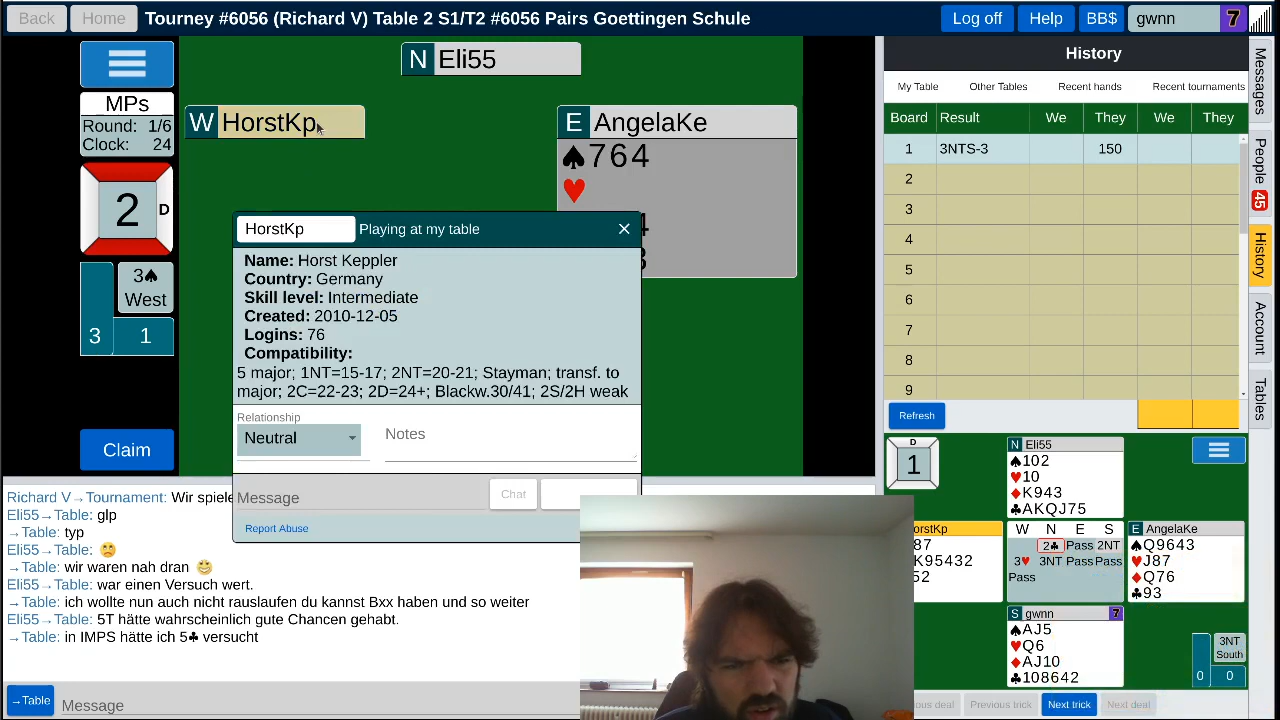 Back
Home
Tourney #6056 (Richard V) Table 2 S1/T2 #6056 Pairs Goettingen Schule
Log off
Help
BB$
gwnn
7
MPs
Round: 1/6
Clock: 24
2
D
3♠
West
3
1
Claim
N Eli55
W HorstKp
E AngelaKe
♠764
♥
HorstKp
Playing at my table
Name: Horst Keppler
Country: Germany
Skill level: Intermediate
Created: 2010-12-05
Logins: 76
Compatibility:
5 major; 1NT=15-17; 2NT=20-21; Stayman; transf. to
major; 2C=22-23; 2D=24+; Blackw.30/41; 2S/2H weak
Relationship
Neutral
Notes
Message
Chat
Report Abuse
Richard V→Tournament: Wir spiele
Eli55→Table: glp
→Table: typ
Eli55→Table:
→Table: wir waren nah dran
Eli55→Table: war einen Versuch wert.
→Table: ich wollte nun auch nicht rauslaufen du kannst Bxx haben und so weiter
Eli55→Table: 5T hätte wahrscheinlich gute Chancen gehabt.
→Table: in IMPS hätte ich 5♣ versucht
→Table
Message
History
My Table
Other Tables
Recent hands
Recent tournaments
Board Result We They We They
1 3NTS-3 150
2
3
4
5
6
7
8
9
Refresh
D
1
N Eli55
♠102
♥10
♦K943
♣AKQJ75
orstKp
87
K95432
52
W N E S
2♣ Pass 2NT
3♥ 3NT Pass Pass
Pass
E AngelaKe
♠Q9643
♥J87
♦Q76
♣93
S gwnn 7
♠AJ5
♥Q6
♦AJ10
♣108642
3NT
South
0
0
ous deal
Previous trick
Next trick
Next deal
Messages
People
45
History
Account
Tables